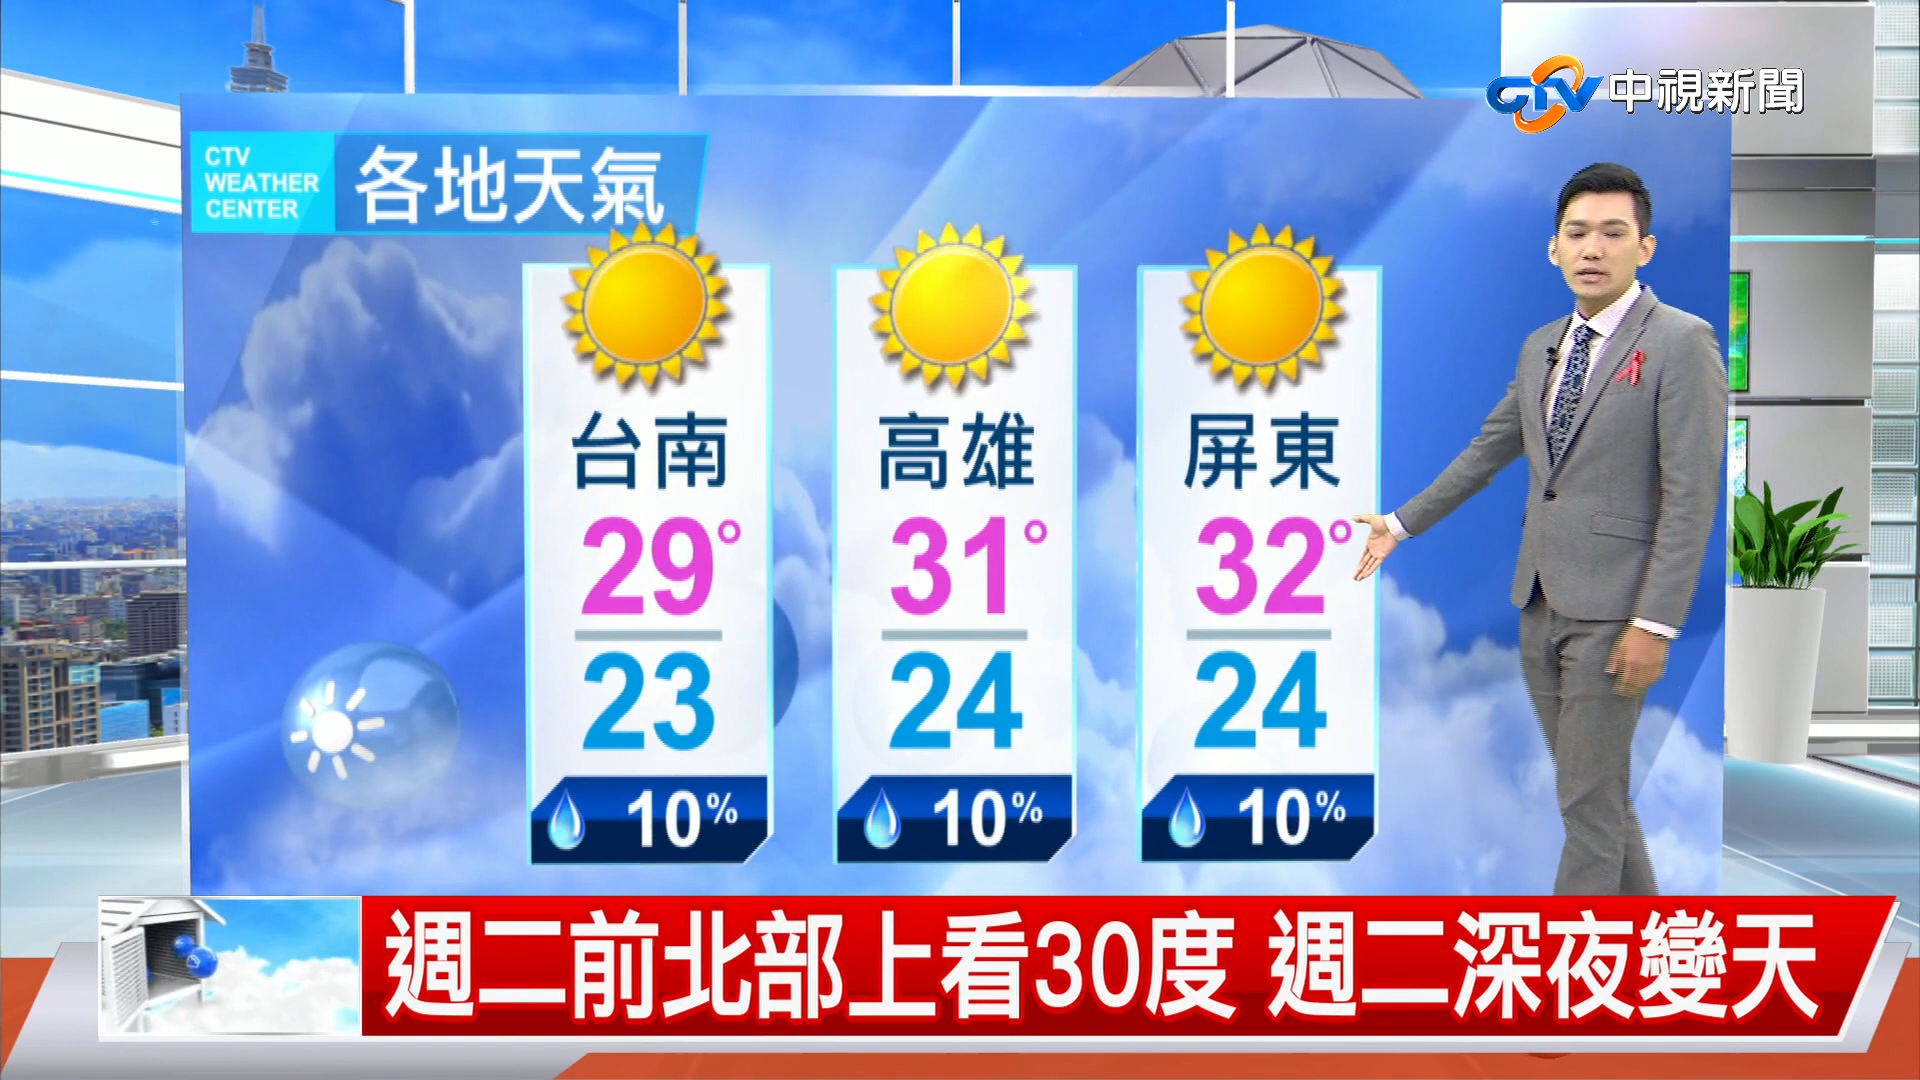 CTV 中視新聞
CTV
WEATHER
CENTER
各地天氣
台南
29°
23
10%
高雄
31°
24
10%
屏東
32°
24
10%
週二前北部上看30度 週二深夜變天